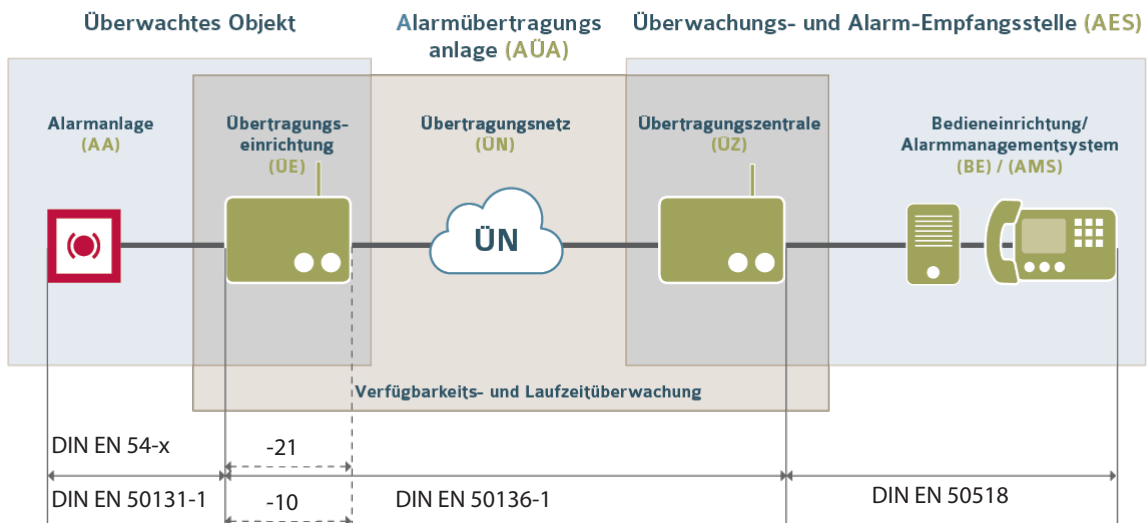 Überwachtes Objekt
Alarmübertragungs
anlage (AÜA)
Überwachungs- und Alarm-Empfangsstelle (AES)
Alarmanlage
(AA)
Übertragungs-
einrichtung
(ÜE)
Übertragungsnetz
(ÜN)
Übertragungszentrale
(ÜZ)
Bedieneinrichtung/
Alarmmanagementsystem
(BE) / (AMS)
ÜN
Verfügbarkeits- und Laufzeitüberwachung
DIN EN 54-x
-21
DIN EN 50131-1
-10
DIN EN 50136-1
DIN EN 50518